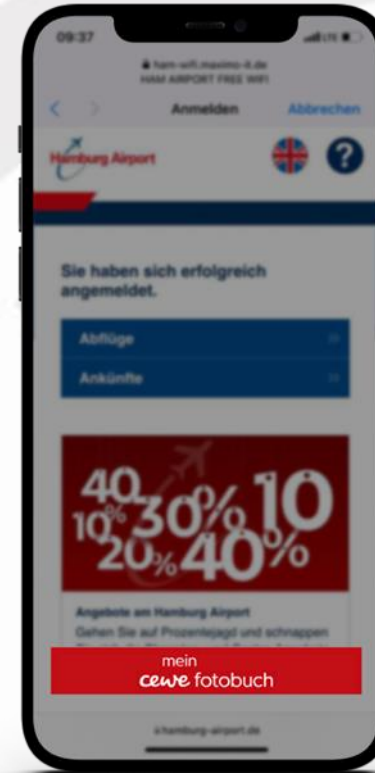 09:37
LTE
ham-wifi.maximo-it.de
HAM AIRPORT FREE WIFI
Anmelden
Abbrechen
Hamburg Airport
?
Sie haben sich erfolgreich
angemeldet.
Abflüge
Ankünfte
40% 30% 10
10% 20% 40%
Angebote am Hamburg Airport
Gehen Sie auf Prozentejagd und schnappen
mein
cewe fotobuch
hamburg-airport.de